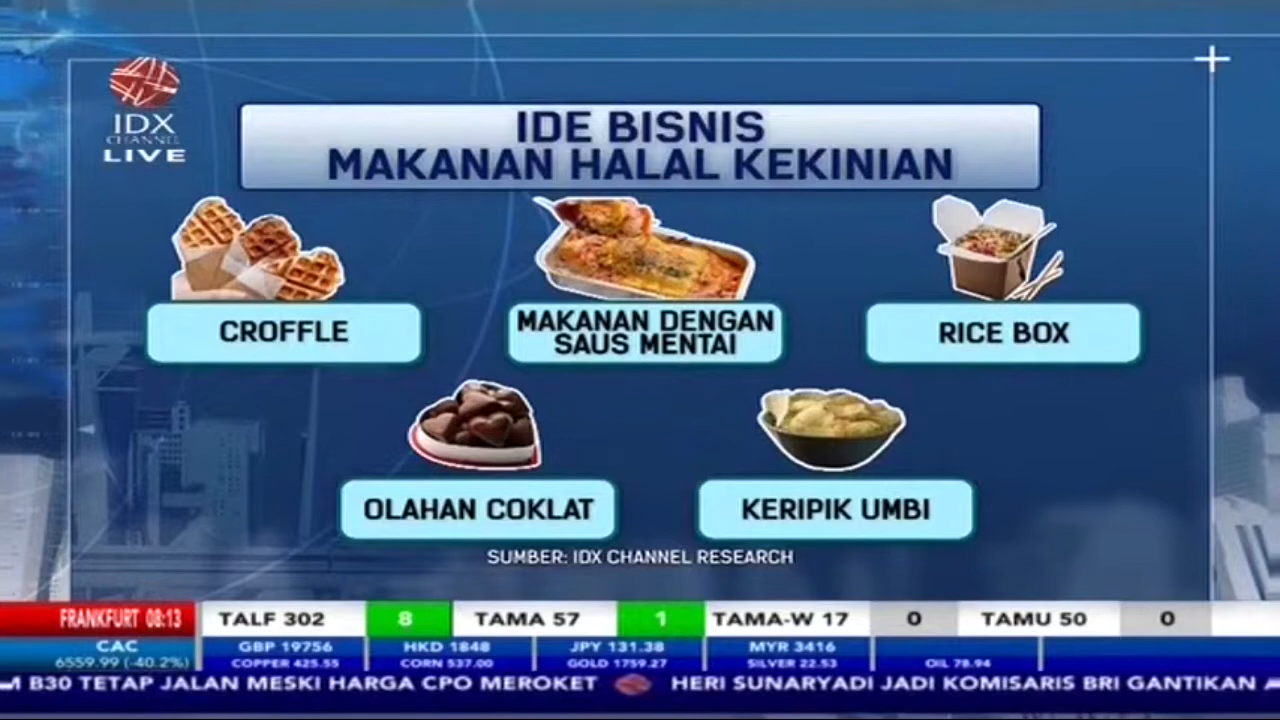 IDX
CHANNEL
LIVE
IDE BISNIS
MAKANAN HALAL KEKINIAN
CROFFLE
MAKANAN DENGAN
SAUS MENTAI
RICE BOX
OLAHAN COKLAT
KERIPIK UMBI
SUMBER: IDX CHANNEL RESEARCH
FRANKFURT 08:13 TALF 302 8 TAMA 57 1 TAMA-W 17 0 TAMU 50 0
CAC GBP 19756 HKD 1848 JPY 131.38 MYR 3416
6559.99 (-40.2%) COPPER 425.55 CORN 537.00 GOLD 1759.27 SILVER 22.53 OIL 78.94
B30 TETAP JALAN MESKI HARGA CPO MEROKET HERI SUNARYADI JADI KOMISARIS BRI GANTIKAN